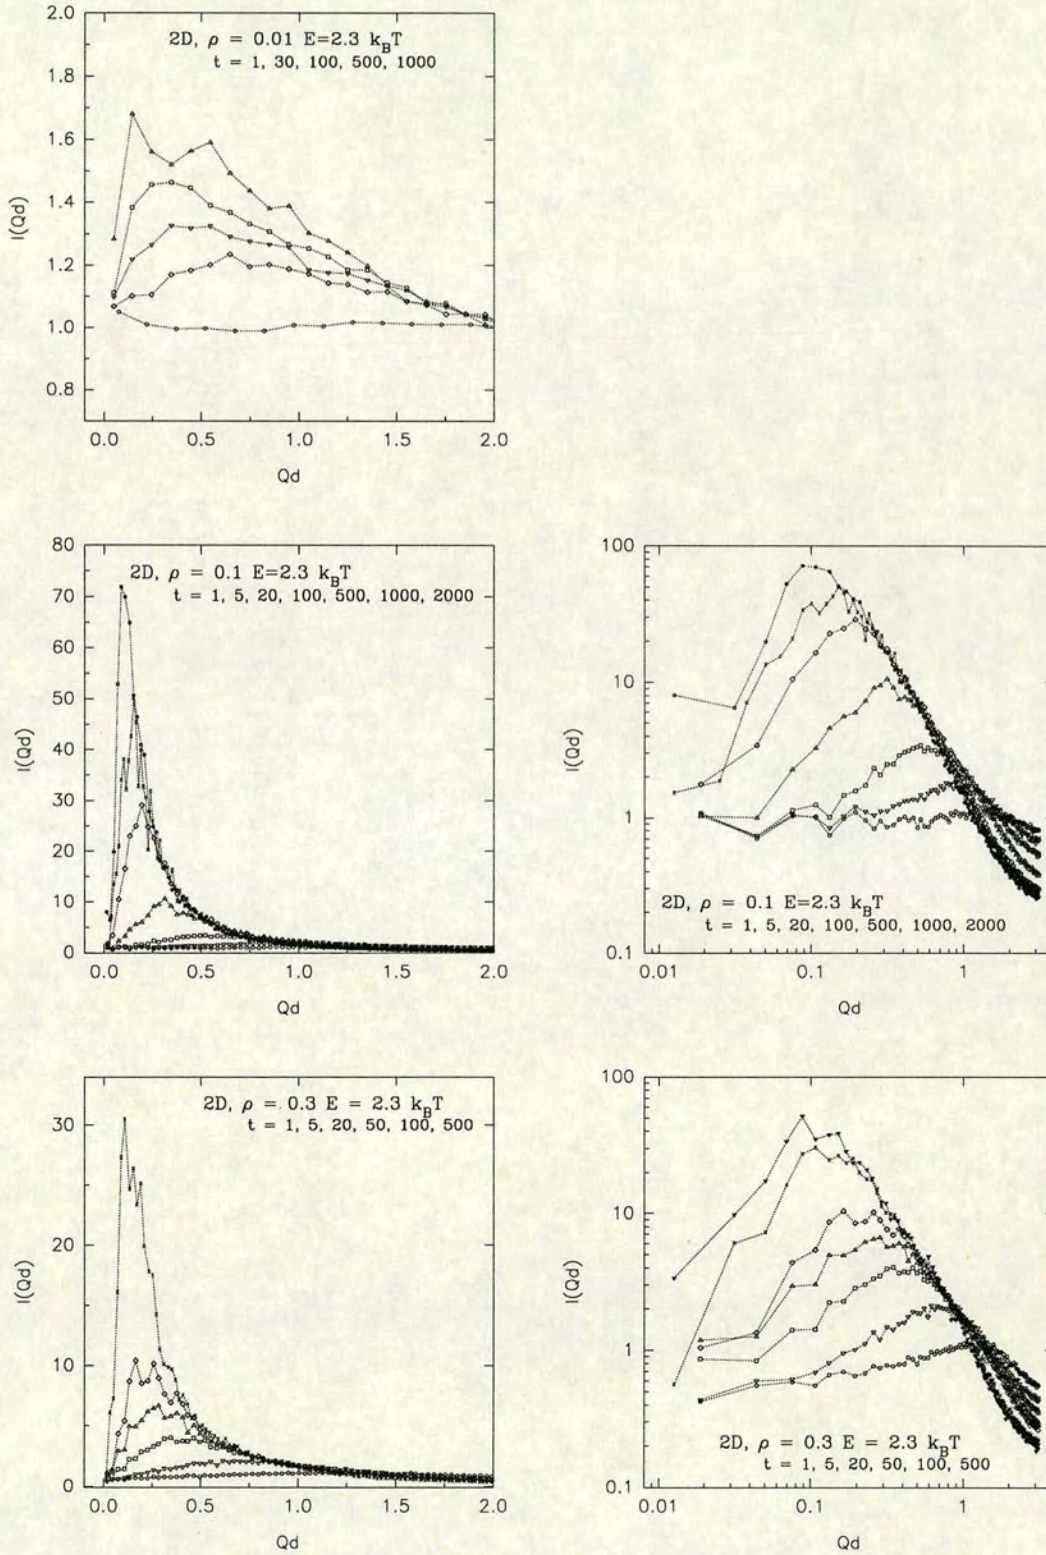 2.0
1.8
1.6
1.4
1.2
1.0
0.8
I(Qd)
2D, ρ = 0.01 E=2.3 k_BT
t = 1, 30, 100, 500, 1000
0.0 0.5 1.0 1.5 2.0
Qd
80
70
60
50
40
30
20
10
0
I(Qd)
2D, ρ = 0.1 E=2.3 k_BT
t = 1, 5, 20, 100, 500, 1000, 2000
0.0 0.5 1.0 1.5 2.0
Qd
100
10
1
0.1
I(Qd)
2D, ρ = 0.1 E=2.3 k_BT
t = 1, 5, 20, 100, 500, 1000, 2000
0.01 0.1 1
Qd
30
20
10
0
I(Qd)
2D, ρ = 0.3 E = 2.3 k_BT
t = 1, 5, 20, 50, 100, 500
0.0 0.5 1.0 1.5 2.0
Qd
100
10
1
0.1
I(Qd)
2D, ρ = 0.3 E = 2.3 k_BT
t = 1, 5, 20, 50, 100, 500
0.01 0.1 1
Qd